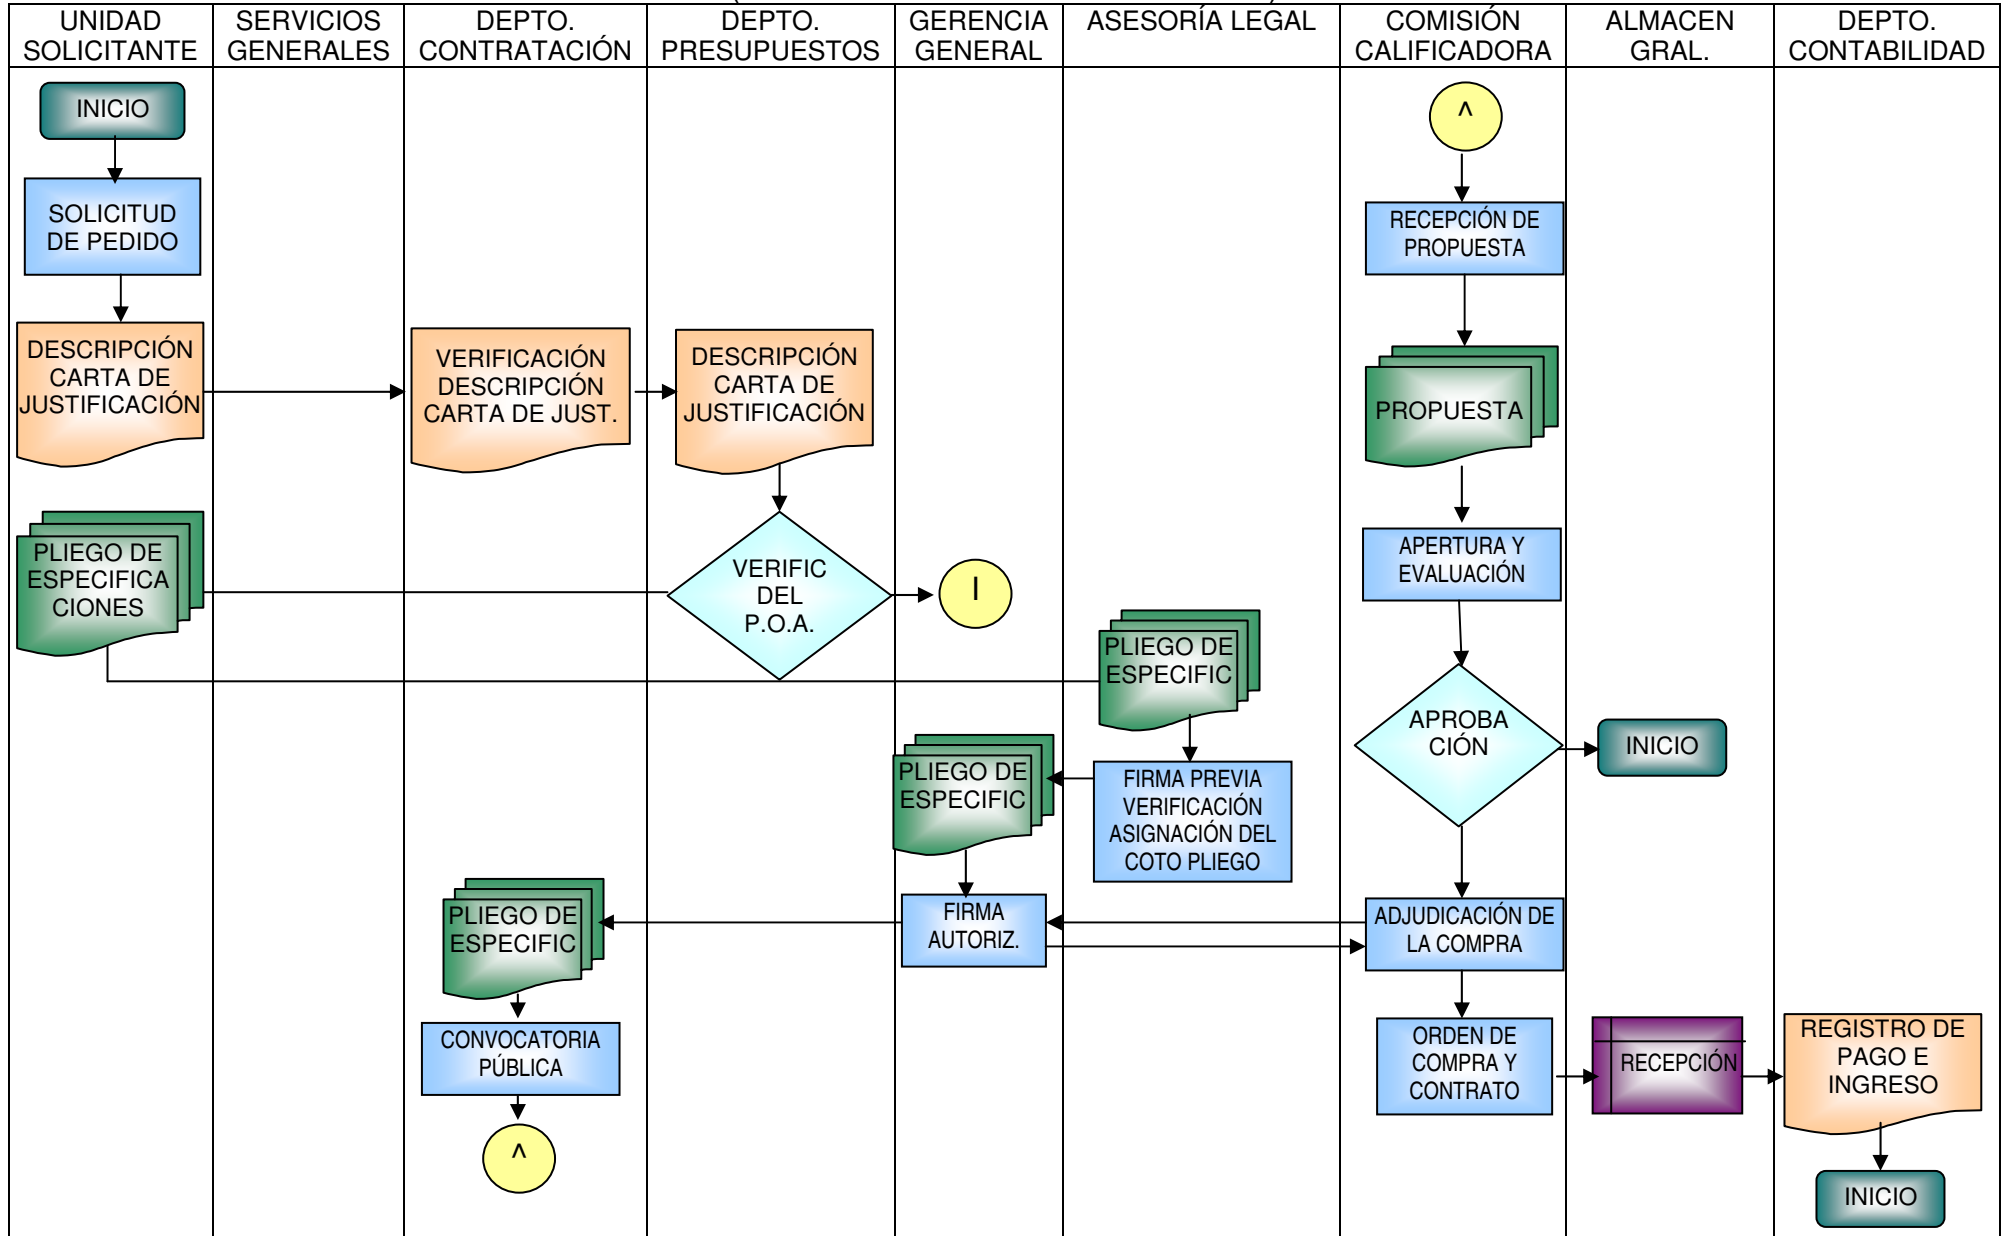 UNIDAD
SOLICITANTE
SERVICIOS
GENERALES
DEPTO.
CONTRATACIÓN
DEPTO.
PRESUPUESTOS
GERENCIA
GENERAL
ASESORÍA LEGAL
COMISIÓN
CALIFICADORA
ALMACEN
GRAL.
DEPTO.
CONTABILIDAD
INICIO
SOLICITUD
DE PEDIDO
DESCRIPCIÓN
CARTA DE
JUSTIFICACIÓN
VERIFICACIÓN
DESCRIPCIÓN
CARTA DE JUST.
DESCRIPCIÓN
CARTA DE
JUSTIFICACIÓN
VERIFIC
DEL
P.O.A.
I
PLIEGO DE
ESPECIFICA
CIONES
PLIEGO DE
ESPECIFIC
FIRMA PREVIA
VERIFICACIÓN
ASIGNACIÓN DEL
COTO PLIEGO
PLIEGO DE
ESPECIFIC
FIRMA
AUTORIZ.
PLIEGO DE
ESPECIFIC
CONVOCATORIA
PÚBLICA
^
^
RECEPCIÓN DE
PROPUESTA
PROPUESTA
APERTURA Y
EVALUACIÓN
APROBA
CIÓN
INICIO
ADJUDICACIÓN DE
LA COMPRA
ORDEN DE
COMPRA Y
CONTRATO
RECEPCIÓN
REGISTRO DE
PAGO E
INGRESO
INICIO